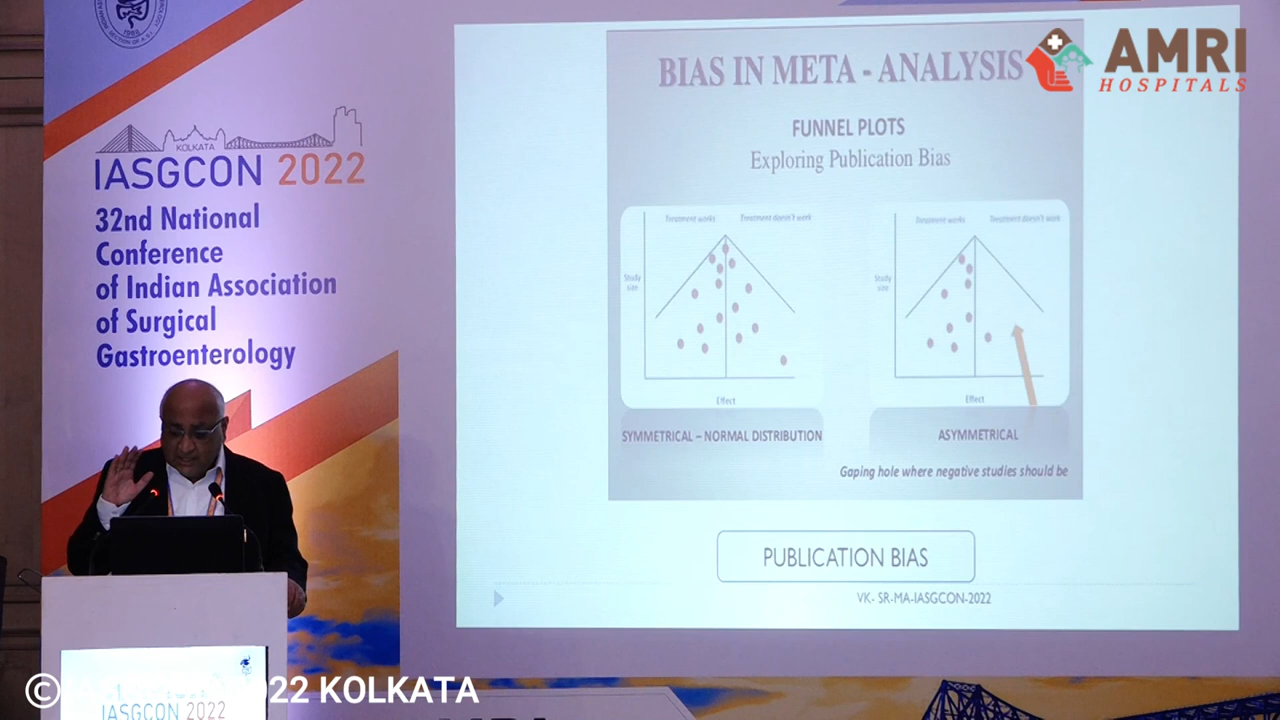 KOLKATA
IASGCON 2022
32nd National
Conference
of Indian Association
of Surgical
Gastroenterology
AMRI
HOSPITALS
BIAS IN META - ANALYSIS
FUNNEL PLOTS
Exploring Publication Bias
Treatment works
Treatment doesn't work
Study
size
Effect
SYMMETRICAL – NORMAL DISTRIBUTION
Treatment works
Treatment doesn't work
Study
size
Effect
ASYMMETRICAL
Gaping hole where negative studies should be
PUBLICATION BIAS
VK- SR-MA-IASGCON-2022
IASGCON 2022
© 2022 KOLKATA